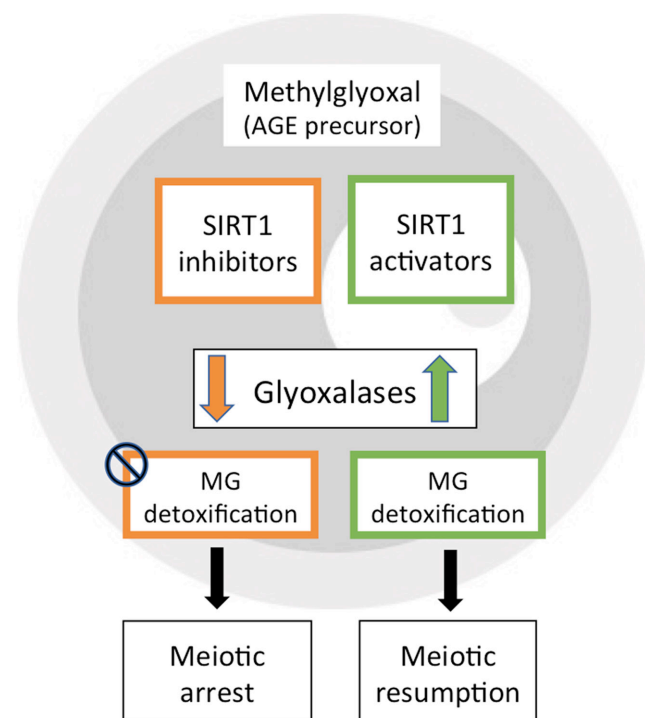 Methylglyoxal
(AGE precursor)
SIRT1
inhibitors
SIRT1
activators
Glyoxalases
MG
detoxification
MG
detoxification
Meiotic
arrest
Meiotic
resumption